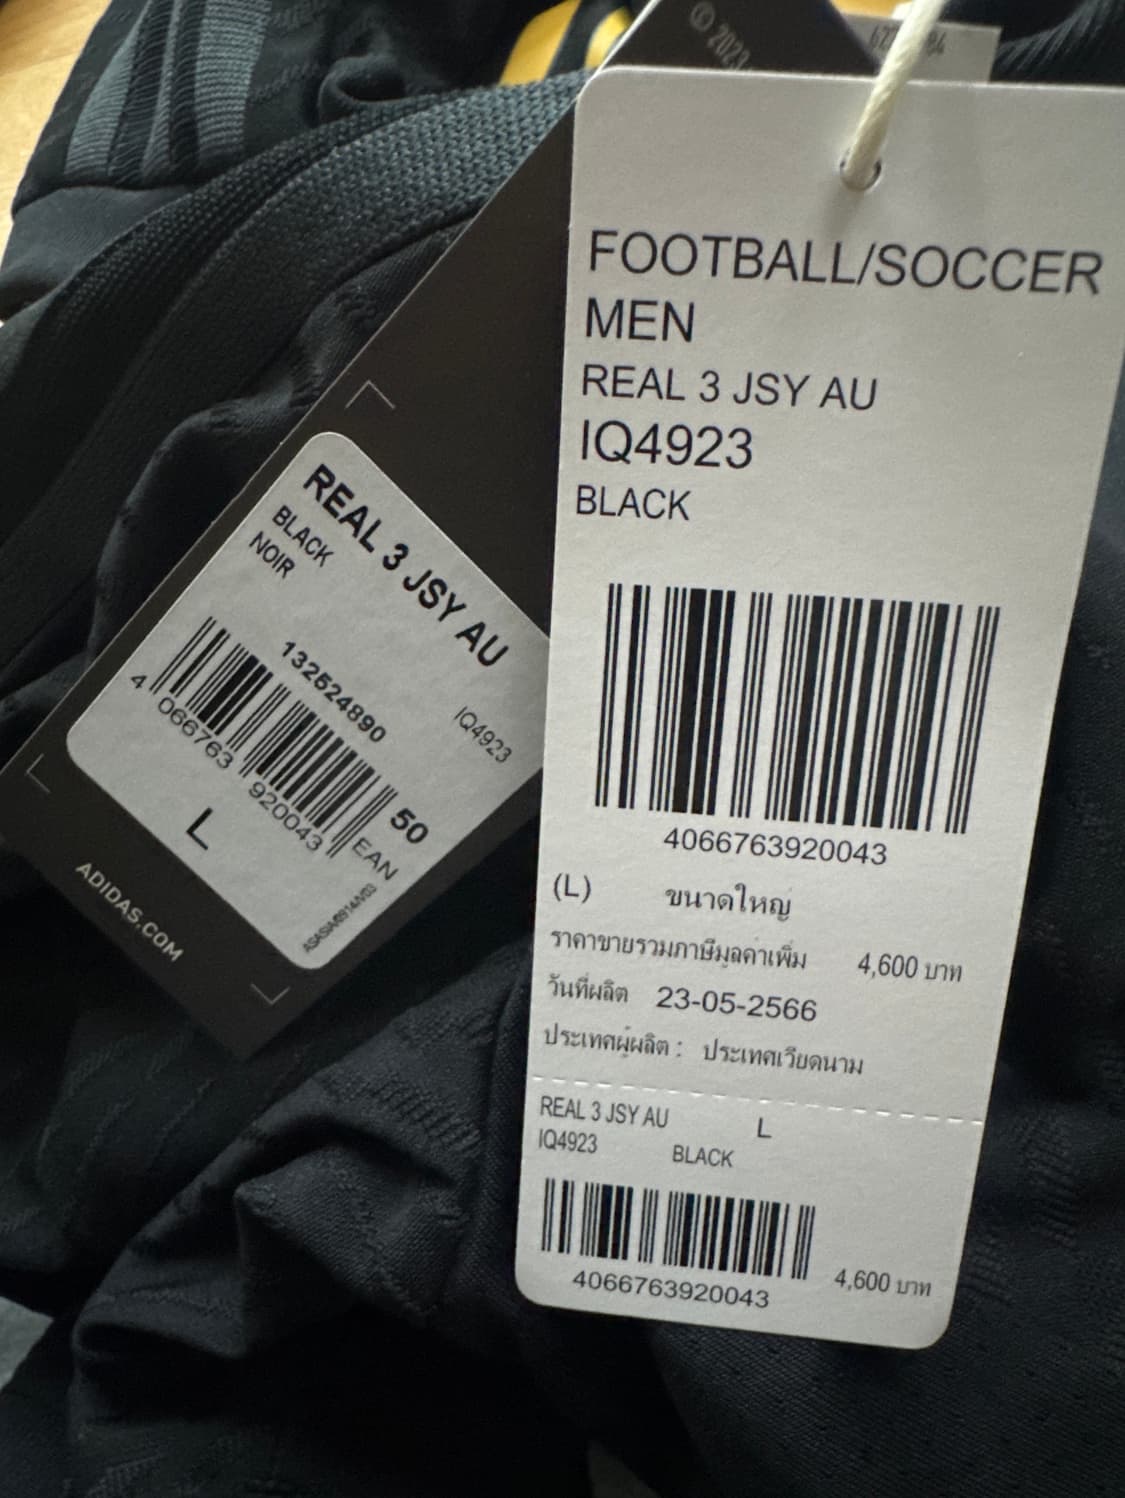 © 2023
FOOTBALL/SOCCER
MEN
REAL 3 JSY AU
IQ4923
BLACK
4066763920043
(L) ขนาดใหญ่
ราคาขายรวมภาษีมูลค่าเพิ่ม 4,600 บาท
วันที่ผลิต 23-05-2566
ประเทศผู้ผลิต : ประเทศเวียดนาม
REAL 3 JSY AU L
IQ4923 BLACK
4066763920043 4,600 บาท
REAL 3 JSY AU
BLACK
NOIR
132524890
IQ4923
4 066763 920043
50
EAN
L
ADIDAS.COM